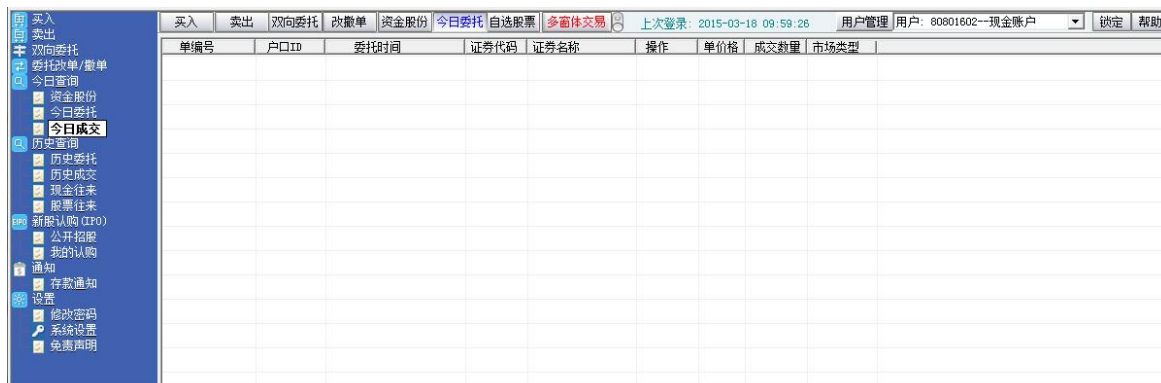 买入 卖出 双向委托 改撤单 资金股份 今日委托 自选股票 多窗体交易 上次登录: 2015-03-18 09:59:26 用户管理 用户: 80801602--现金账户 锁定 帮助
单编号 户口ID 委托时间 证券代码 证券名称 操作 单价格 成交数量 市场类型
买入
卖出
双向委托
委托改单/撤单
今日查询
资金股份
今日委托
今日成交
历史查询
历史委托
历史成交
现金往来
股票往来
EIPO 新股认购(IPO)
公开招股
我的认购
通知
存款通知
设置
修改密码
系统设置
免责声明